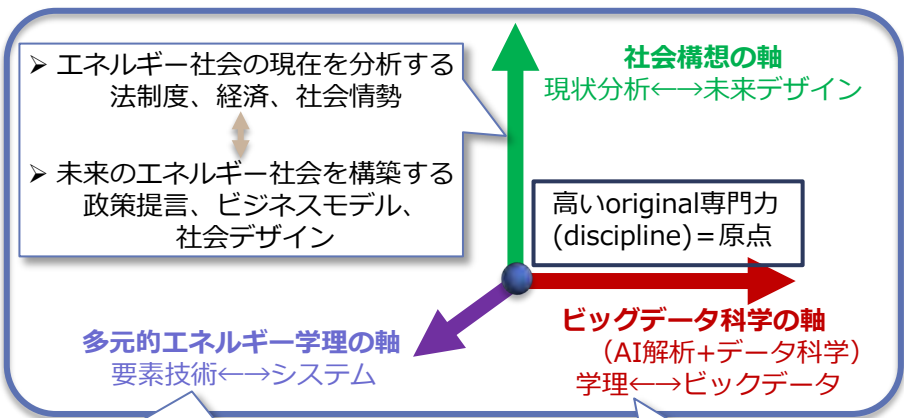 ➢ エネルギー社会の現在を分析する
法制度、経済、社会情勢
➢ 未来のエネルギー社会を構築する
政策提言、ビジネスモデル、
社会デザイン
社会構想の軸
現状分析←→未来デザイン
高いoriginal専門力
(discipline)＝原点
多元的エネルギー学理の軸
要素技術←→システム
ビッグデータ科学の軸
（AI解析+データ科学）
学理←→ビックデータ